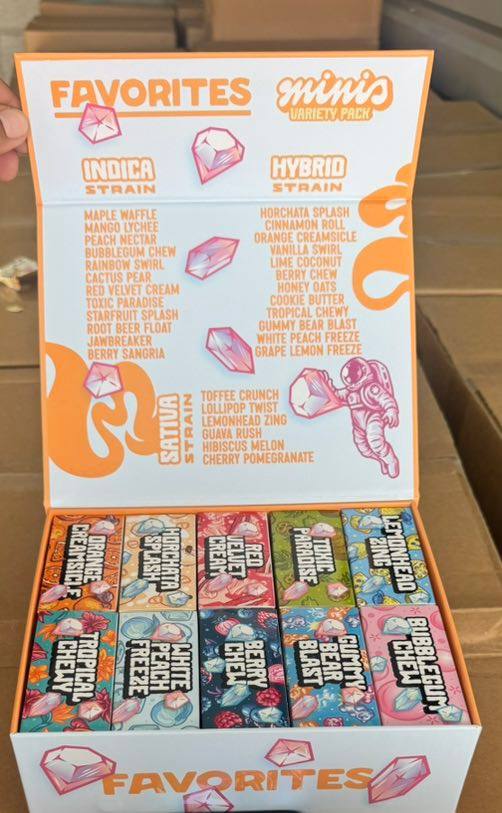 FAVORITES
minis
VARIETY PACK
INDICA
STRAIN
MAPLE WAFFLE
MANGO LYCHEE
PEACH NECTAR
BUBBLEGUM CHEW
RAINBOW SWIRL
CACTUS PEAR
RED VELVET CREAM
TOXIC PARADISE
STARFRUIT SPLASH
ROOT BEER FLOAT
JAWBREAKER
BERRY SANGRIA
HYBRID
STRAIN
HORCHATA SPLASH
CINNAMON ROLL
ORANGE CREAMSICLE
VANILLA SWIRL
LIME COCONUT
BERRY CHEW
HONEY OATS
COOKIE BUTTER
TROPICAL CHEWY
GUMMY BEAR BLAST
WHITE PEACH FREEZE
GRAPE LEMON FREEZE
SATIVA
STRAIN
TOFFEE CRUNCH
LOLLIPOP TWIST
LEMONHEAD ZING
GUAVA RUSH
HIBISCUS MELON
CHERRY POMEGRANATE
ORANGE
CREAMSICLE
HORCHATA
SPLASH
RED
VELVET
CREAM
TOXIC
PARADISE
LEMONHEAD
ZING
TROPICAL
CHEWY
WHITE
PEACH
FREEZE
BERRY
CHEW
GUMMY
BEAR
BLAST
BUBBLEGUM
CHEW
FAVORITES